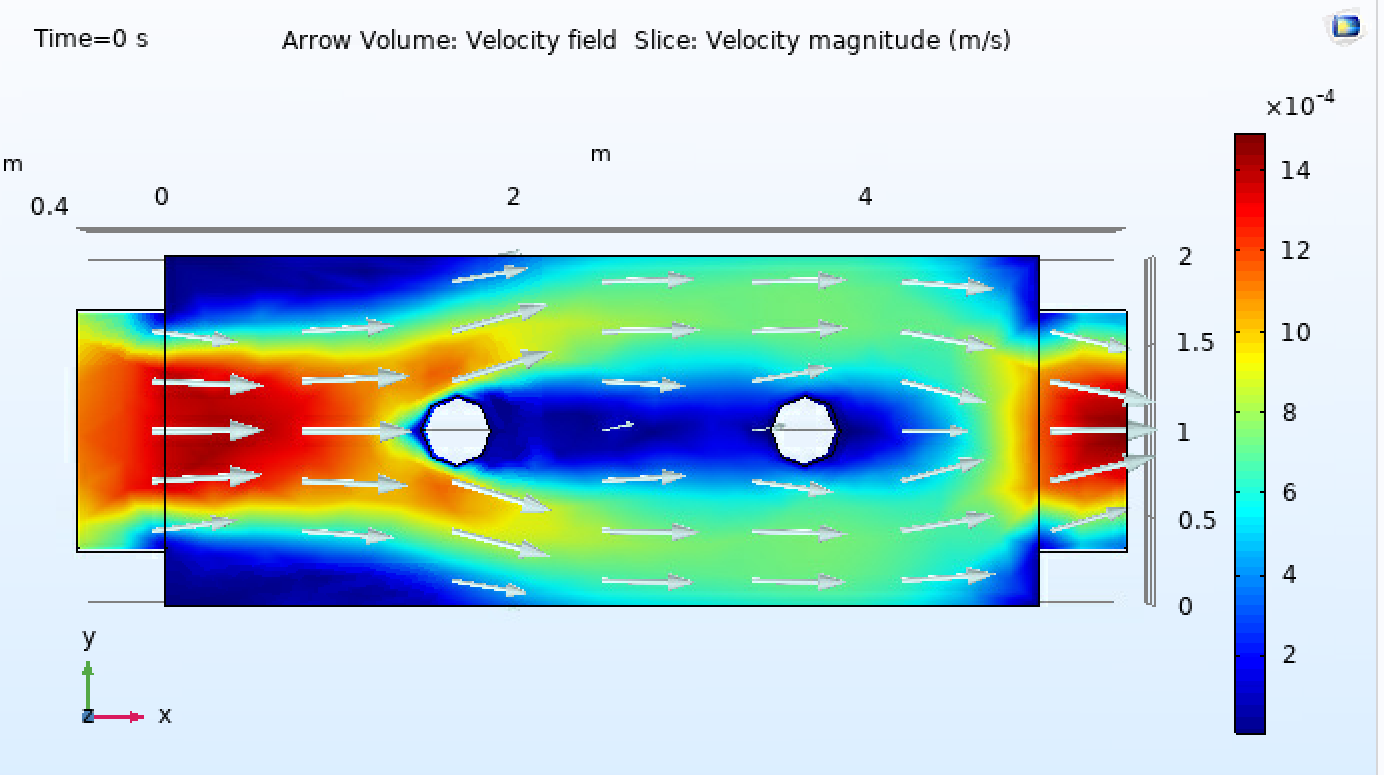 Time=0 s Arrow Volume: Velocity field Slice: Velocity magnitude (m/s)
×10⁻⁴
m
m
0.4 0 2 4
14
12
10
8
6
4
2
2
1.5
1
0.5
0
y
z x